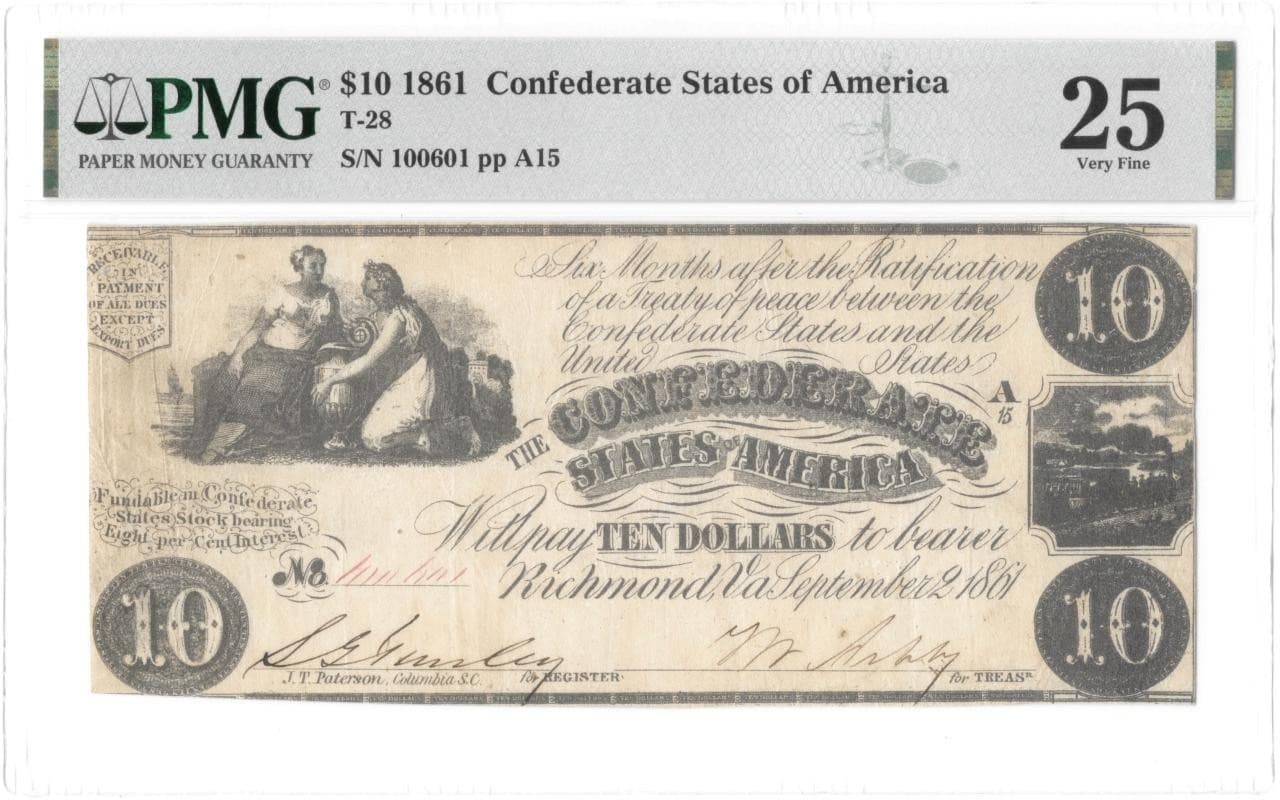 PMG®
PAPER MONEY GUARANTY
$10 1861 Confederate States of America
T-28
S/N 100601 pp A15
25
Very Fine
RECEIVABLE
IN
PAYMENT
OF ALL DUES
EXCEPT
EXPORT DUES
Six Months after the Ratification
of a Treaty of peace between the
Confederate States and the
United States
10
THE CONFEDERATE
STATES OF AMERICA
A
15
Fundable in Confederate
States Stock bearing
Eight per Cent Interest.
Will pay TEN DOLLARS to bearer
No. 100601
Richmond, Va September 2 1861
10
10
J. T. Paterson, Columbia S.C.
for REGISTER
for TREASR